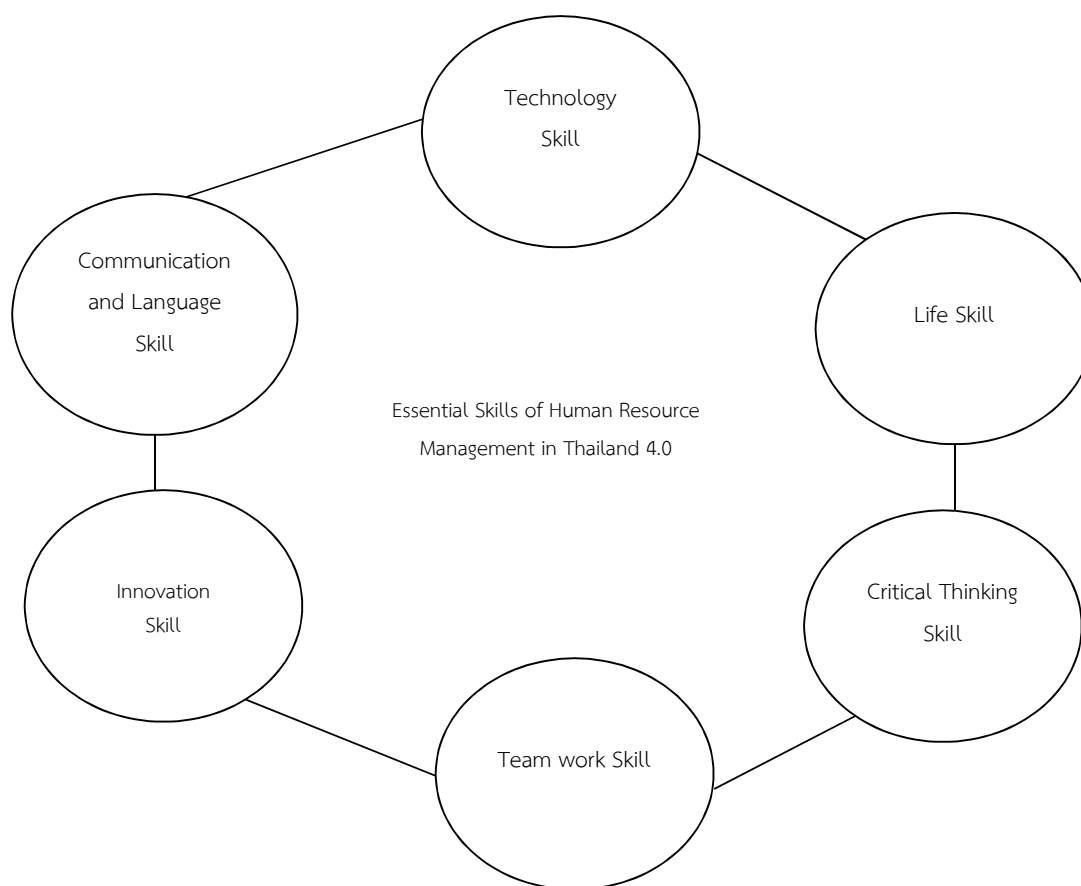 Technology
Skill
Communication
and Language
Skill
Life Skill
Essential Skills of Human Resource
Management in Thailand 4.0
Innovation
Skill
Critical Thinking
Skill
Team work Skill